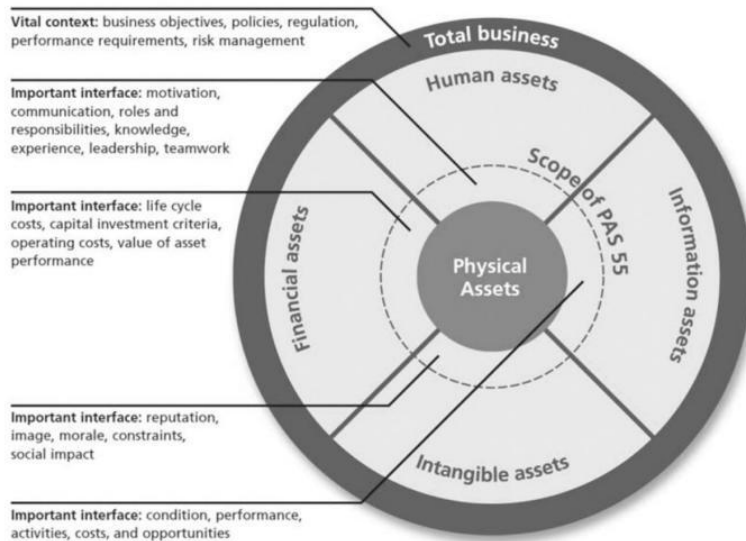 Vital context: business objectives, policies, regulation,
performance requirements, risk management
Important interface: motivation,
communication, roles and
responsibilities, knowledge,
experience, leadership, teamwork
Important interface: life cycle
costs, capital investment criteria,
operating costs, value of asset
performance
Important interface: reputation,
image, morale, constraints,
social impact
Important interface: condition, performance,
activities, costs, and opportunities
Total business
Human assets
Scope of PAS 55
Financial assets
Physical
Assets
Information assets
Intangible assets